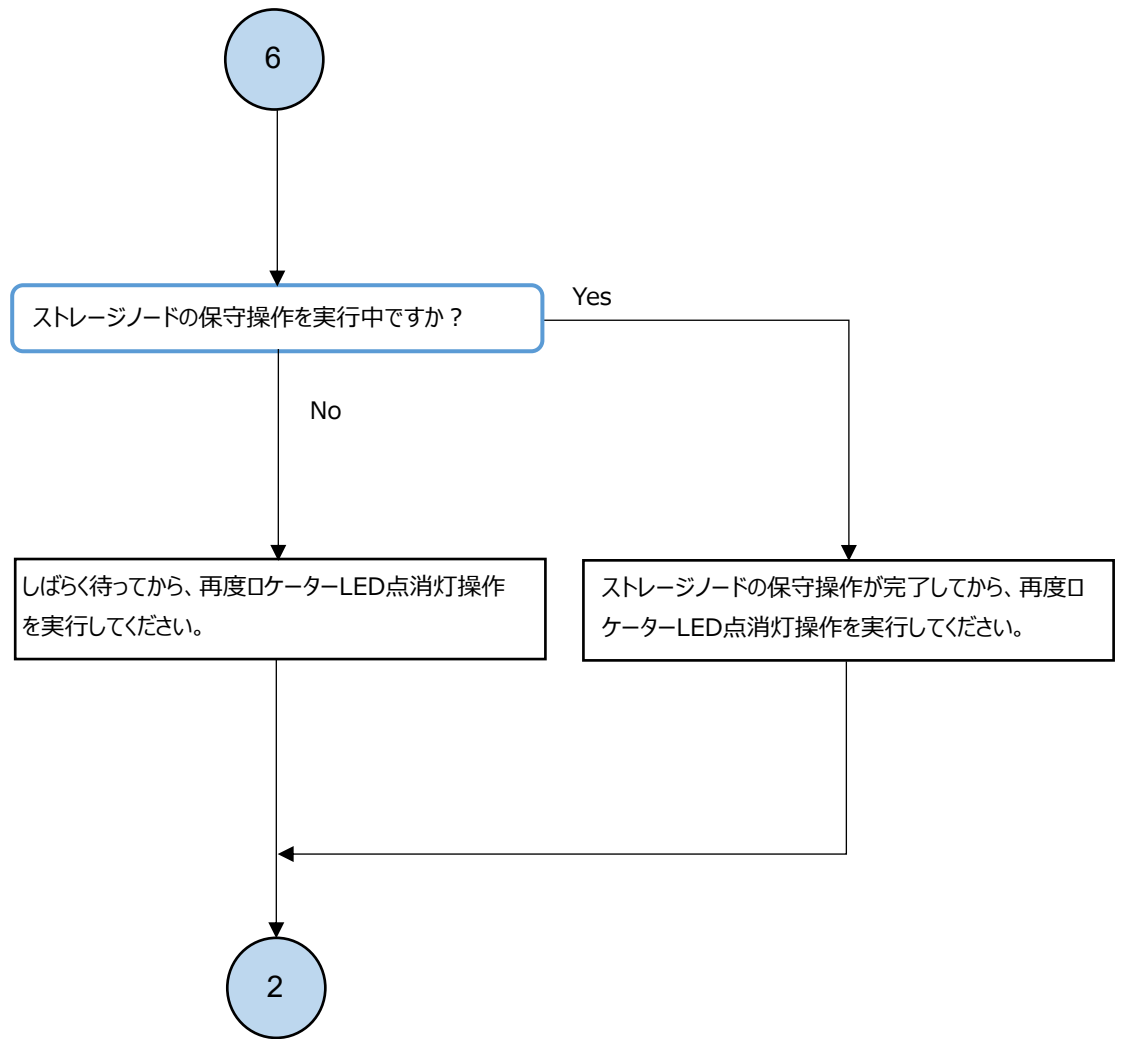 6
ストレージノードの保守操作を実行中ですか？
Yes
No
しばらく待ってから、再度ロケーターLED点消灯操作
を実行してください。
ストレージノードの保守操作が完了してから、再度ロ
ケーターLED点消灯操作を実行してください。
2